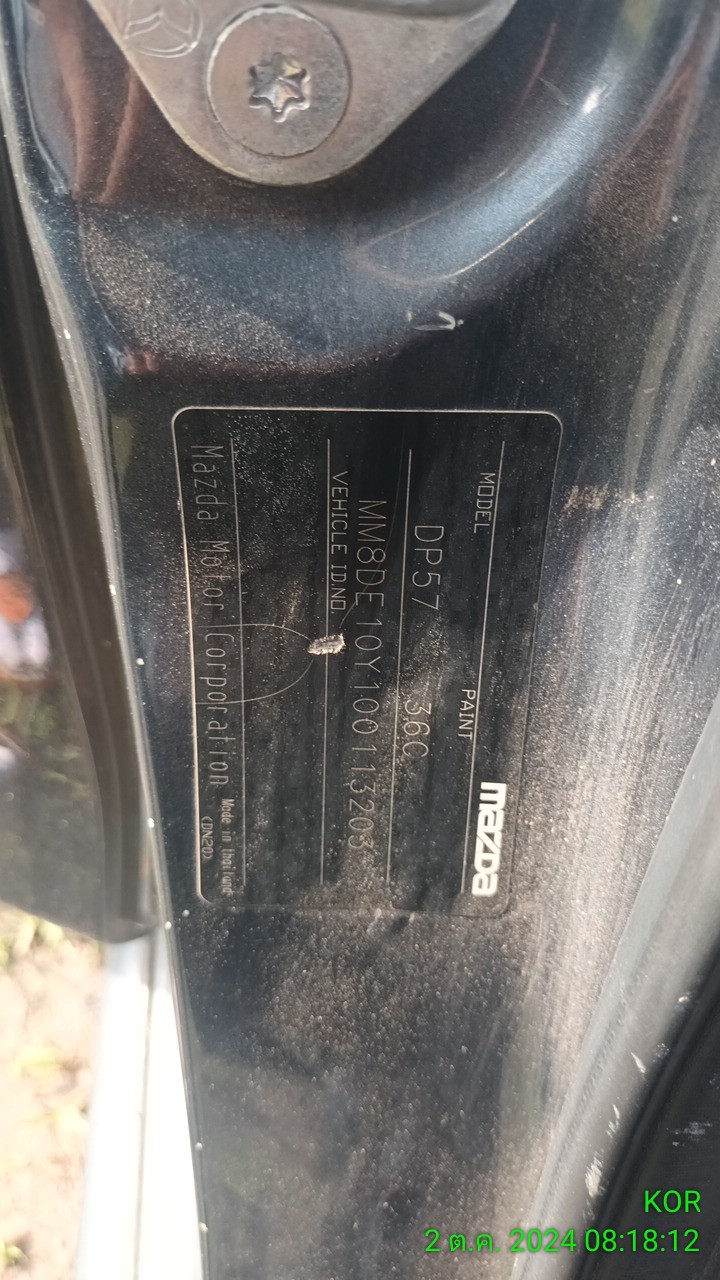 mazda
MODEL PAINT
DP57 36C
VEHICLE ID.NO
MM8DE10Y100113203
Mazda Motor Corporation Made in thailand
(DN20)
KOR
2 ต.ค. 2024 08:18:12